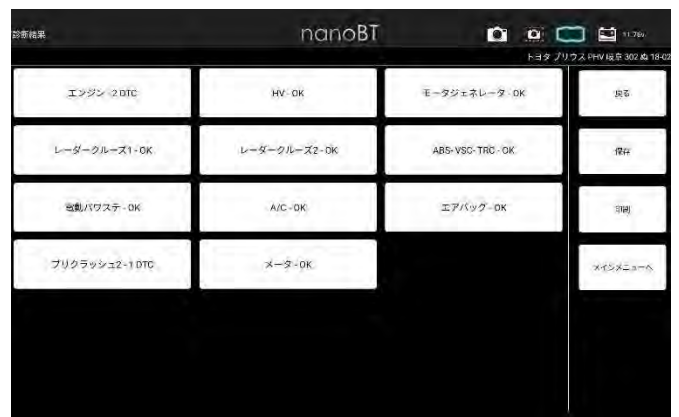 診断結果
nanoBT
トヨタ プリウス PHV 岐阜 302 ぬ 18-02
エンジン - 2 DTC
HV - OK
モータジェネレータ - OK
戻る
レーダークルーズ1 - OK
レーダークルーズ2 - OK
ABS- VSC- TRC - OK
保存
電動パワステ - OK
A/C - OK
エアバッグ - OK
印刷
プリクラッシュ2 - 1 DTC
メータ - OK
メインメニューへ